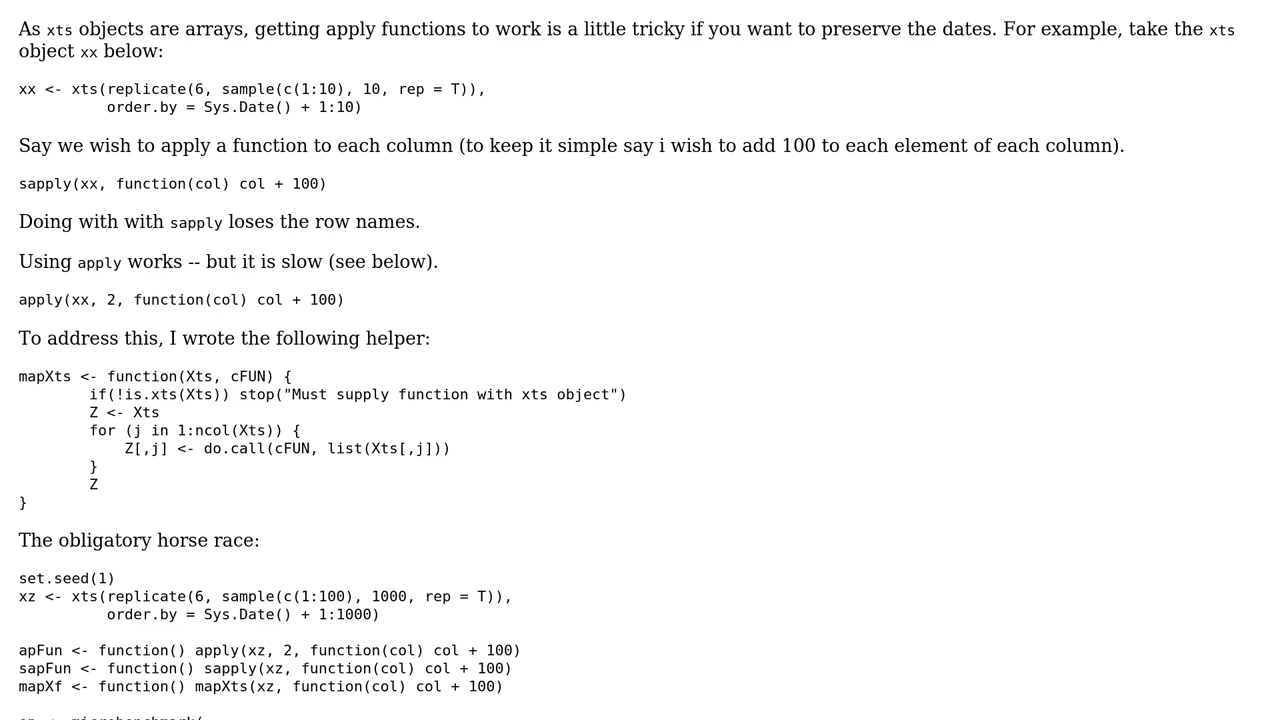 As xts objects are arrays, getting apply functions to work is a little tricky if you want to preserve the dates. For example, take the xts
object xx below:
xx <- xts(replicate(6, sample(c(1:10), 10, rep = T)),
          order.by = Sys.Date() + 1:10)
Say we wish to apply a function to each column (to keep it simple say i wish to add 100 to each element of each column).
sapply(xx, function(col) col + 100)
Doing with with sapply loses the row names.
Using apply works -- but it is slow (see below).
apply(xx, 2, function(col) col + 100)
To address this, I wrote the following helper:
mapXts <- function(Xts, cFUN) {
        if(!is.xts(Xts)) stop("Must supply function with xts object")
        Z <- Xts
        for (j in 1:ncol(Xts)) {
            Z[,j] <- do.call(cFUN, list(Xts[,j]))
        }
        Z
}
The obligatory horse race:
set.seed(1)
xz <- xts(replicate(6, sample(c(1:100), 1000, rep = T)),
          order.by = Sys.Date() + 1:1000)
apFun <- function() apply(xz, 2, function(col) col + 100)
sapFun <- function() sapply(xz, function(col) col + 100)
mapXf <- function() mapXts(xz, function(col) col + 100)